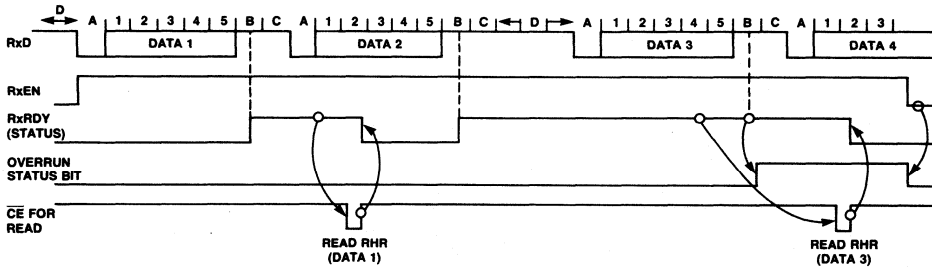 D
A 1 2 3 4 5 B C A 1 2 3 4 5 B C D A 1 2 3 4 5 B C A 1 2 3
RxD DATA 1 DATA 2 DATA 3 DATA 4
RxEN
RxRDY
(STATUS)
OVERRUN
STATUS BIT
CE FOR
READ
READ RHR
(DATA 1)
READ RHR
(DATA 3)